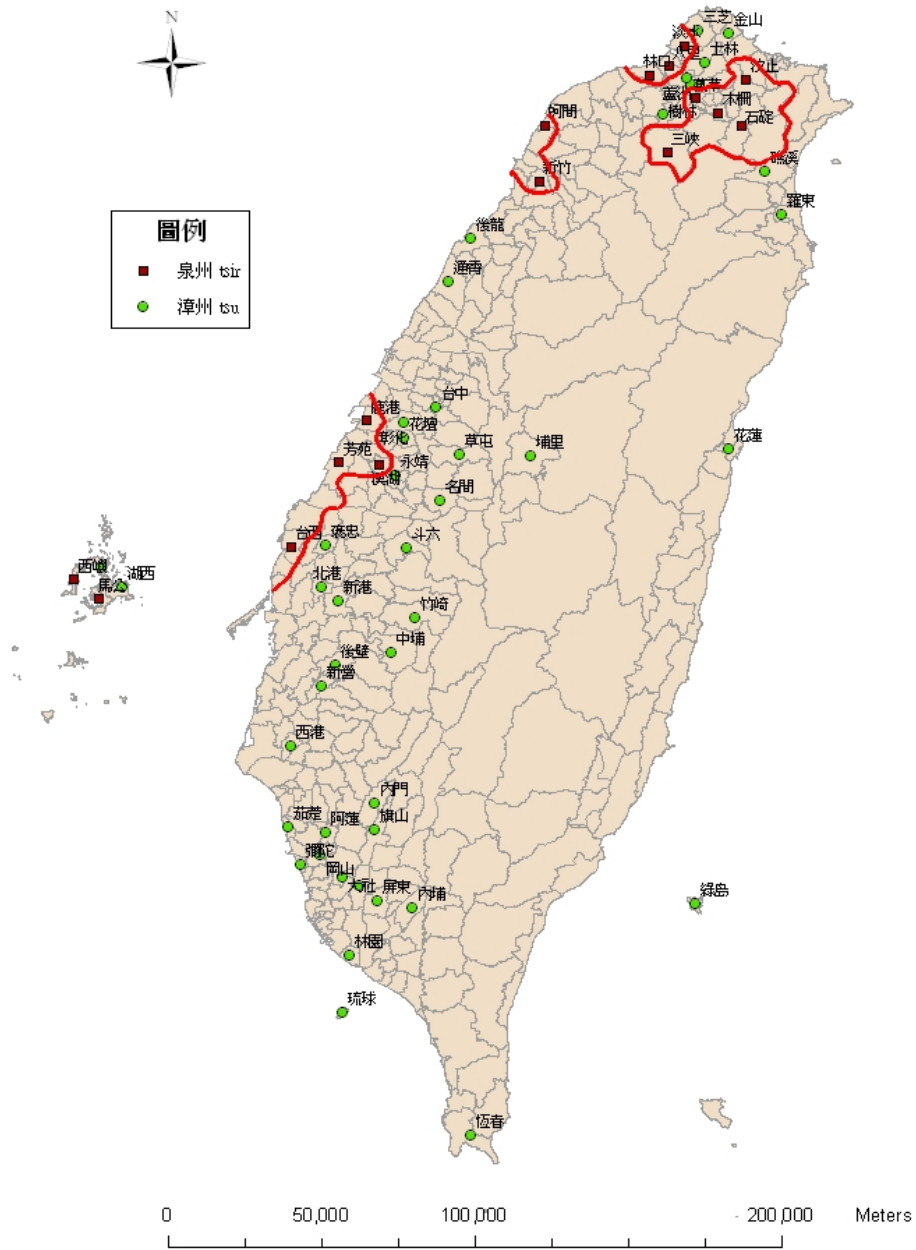 N
三芝
金山
淡水
士林
林口
汐止
蘆洲
萬華
木柵
樹林
石碇
竹圍
三峽
礁溪
新竹
羅東
圖例
泉州 tsir
漳州 tsu
後龍
通霄
台中
鹿港
花壇
彰化
花蓮
芳苑
草屯
埔里
永靖
溪湖
名間
台西
褒忠
斗六
西嶼
湖西
馬公
北港
新港
竹崎
中埔
後壁
新營
西港
內門
茄萣
阿蓮
旗山
彌陀
岡山
大社
屏東
內埔
綠島
林園
琉球
恆春
0
50,000
100,000
200,000
Meters